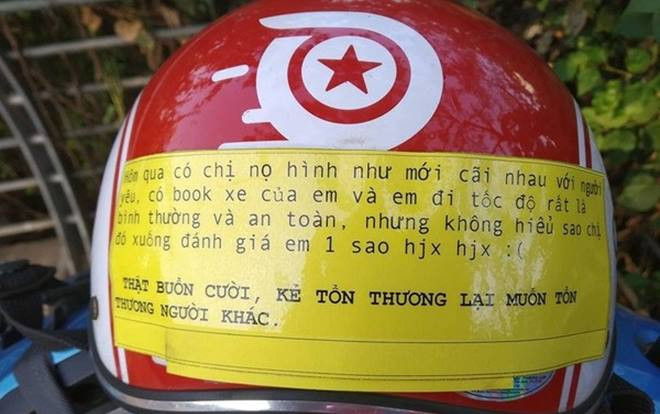 Hôm qua có chị nọ hình như mới cãi nhau với người
yêu, có book xe của em và em đi tốc độ rất là
bình thường và an toàn, nhưng không hiểu sao chị
đó xuống đánh giá em 1 sao hjx hjx :(
THẬT BUỒN CƯỜI, KẺ TỔN THƯƠNG LẠI MUỐN TỔN
THƯƠNG NGƯỜI KHÁC.